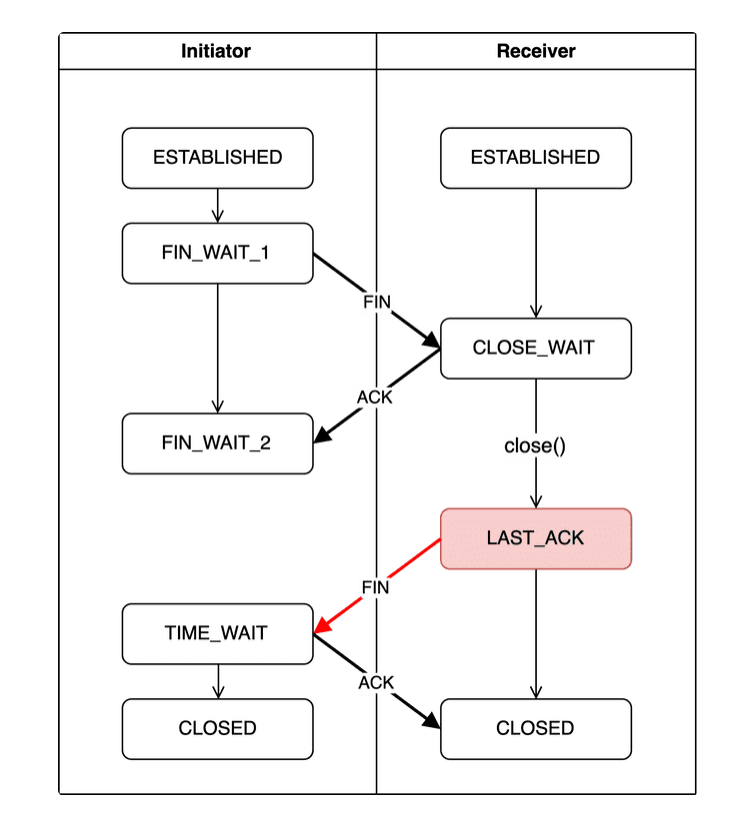 Initiator
Receiver
ESTABLISHED
ESTABLISHED
FIN_WAIT_1
FIN
CLOSE_WAIT
ACK
FIN_WAIT_2
close()
LAST_ACK
FIN
TIME_WAIT
ACK
CLOSED
CLOSED